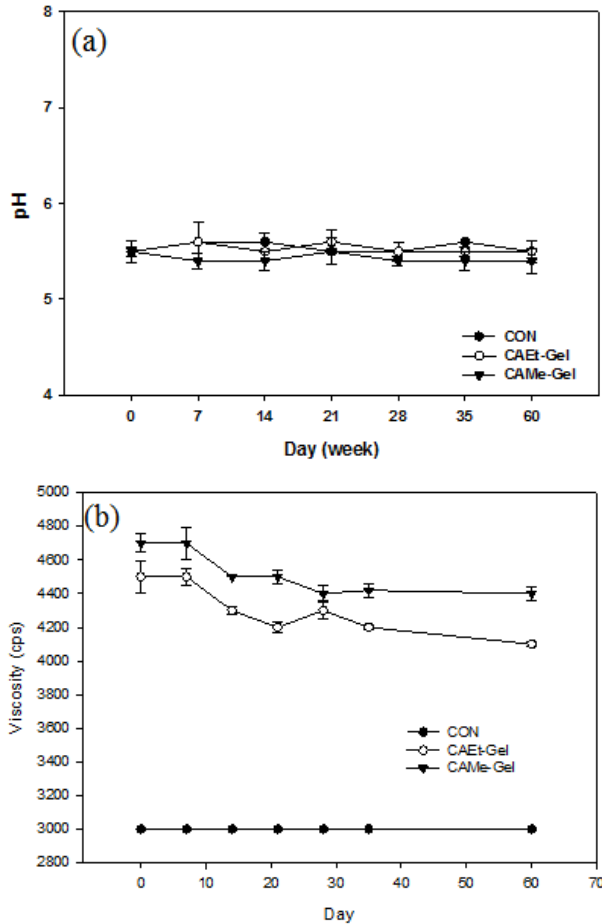 (a)
8
7
6
5
4
pH
CON
CAEt-Gel
CAMe-Gel
0 7 14 21 28 35 60
Day (week)
(b)
5000
4800
4600
4400
4200
4000
3800
3600
3400
3200
3000
2800
Viscosity (cps)
CON
CAEt-Gel
CAMe-Gel
0 10 20 30 40 50 60 70
Day